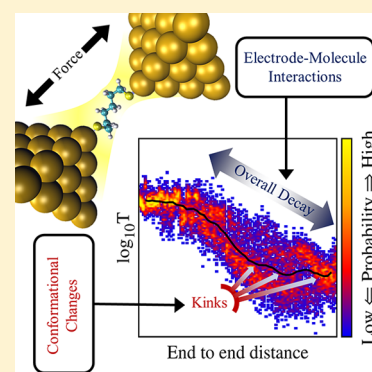 Force
Electrode-Molecule
Interactions
Overall Decay
log10T
Kinks
Conformational
Changes
End to end distance
Low ⇐ Probability ⇒ High